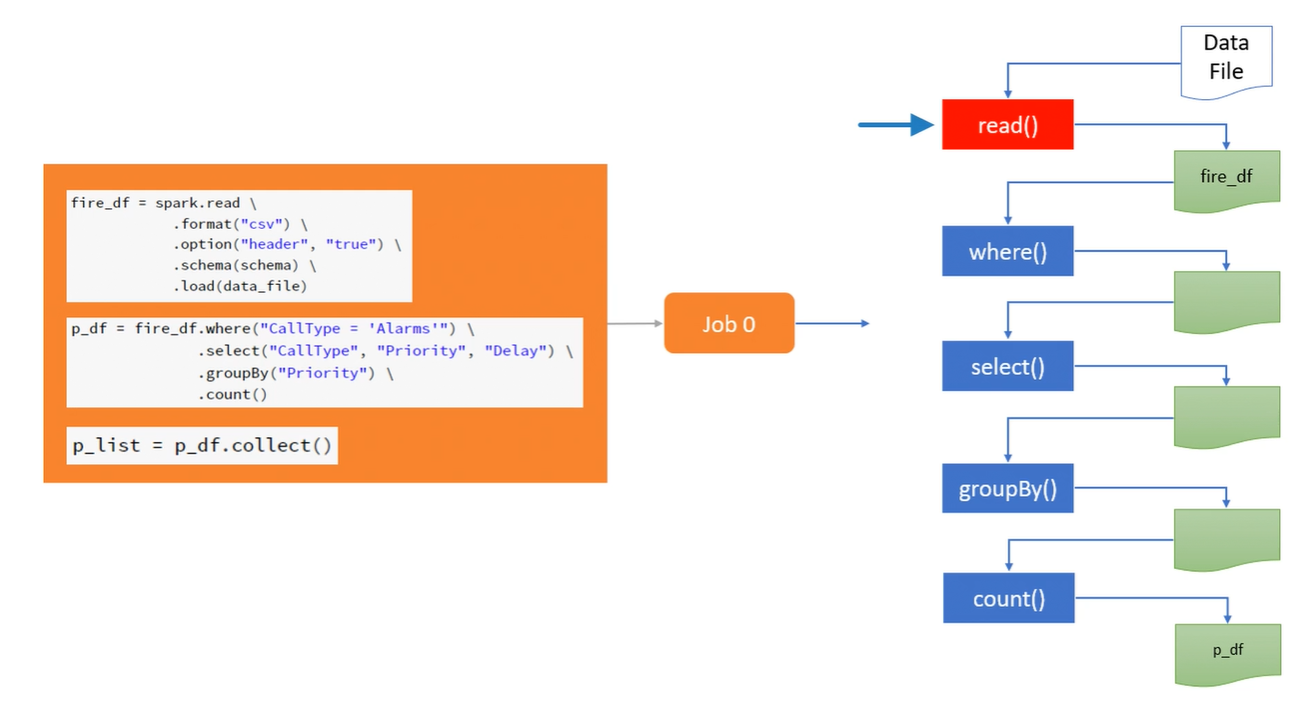 fire_df = spark.read \
.format("csv") \
.option("header", "true") \
.schema(schema) \
.load(data_file)
p_df = fire_df.where("CallType = 'Alarms'") \
.select("CallType", "Priority", "Delay") \
.groupBy("Priority") \
.count()
p_list = p_df.collect()
Job 0
Data
File
read()
fire_df
where()
select()
groupBy()
count()
p_df